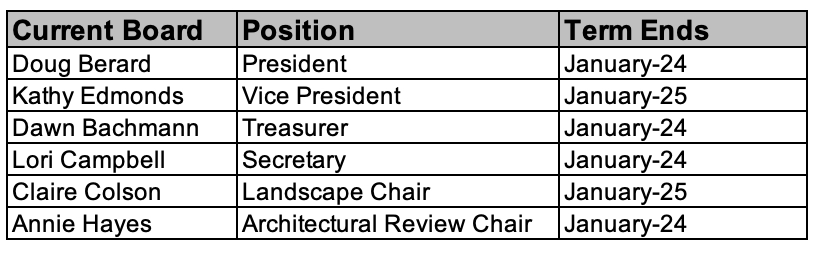 Current Board Position Term Ends
Doug Berard President January-24
Kathy Edmonds Vice President January-25
Dawn Bachmann Treasurer January-24
Lori Campbell Secretary January-24
Claire Colson Landscape Chair January-25
Annie Hayes Architectural Review Chair January-24